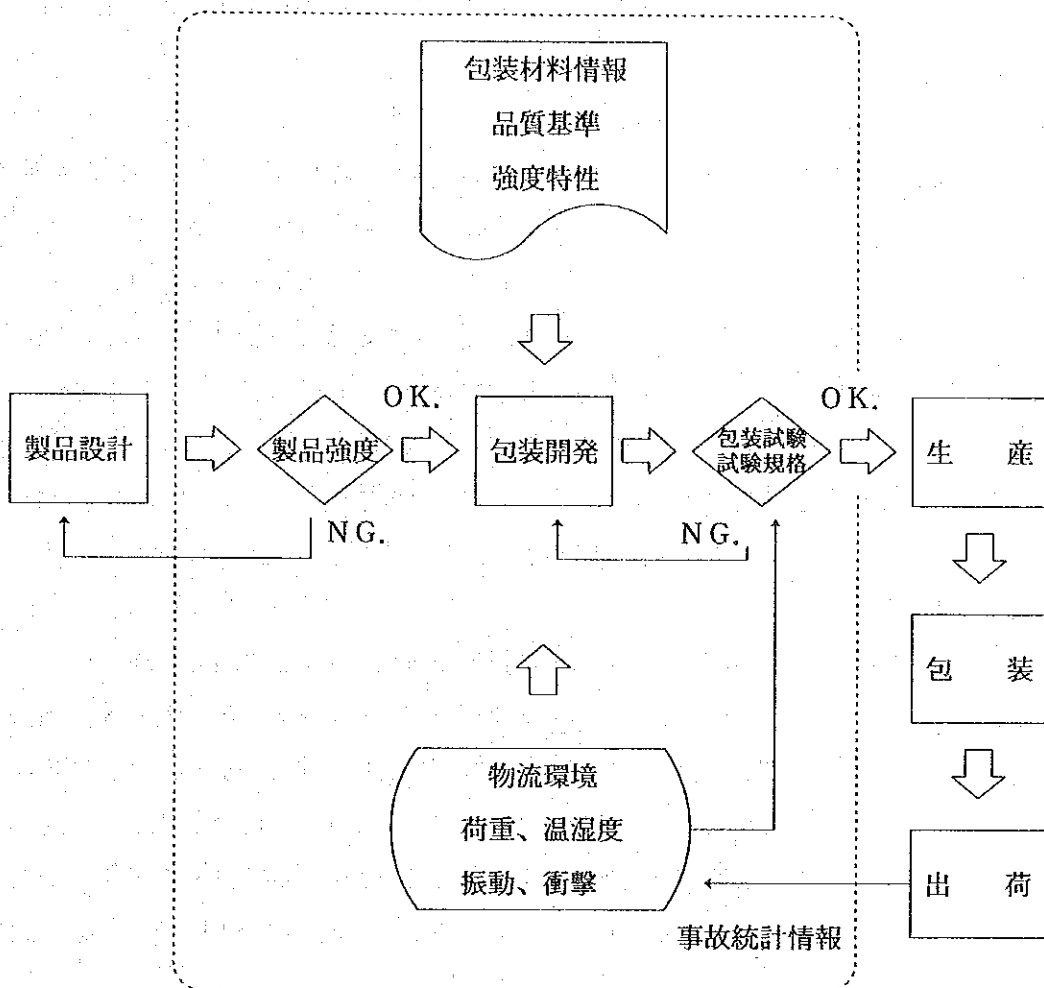 包装材料情報
品質基準
強度特性
製品設計
製品強度
OK.
NG.
包装開発
包装試験
試験規格
OK.
NG.
生 産
包 装
出 荷
物流環境
荷重、温湿度
振動、衝撃
事故統計情報